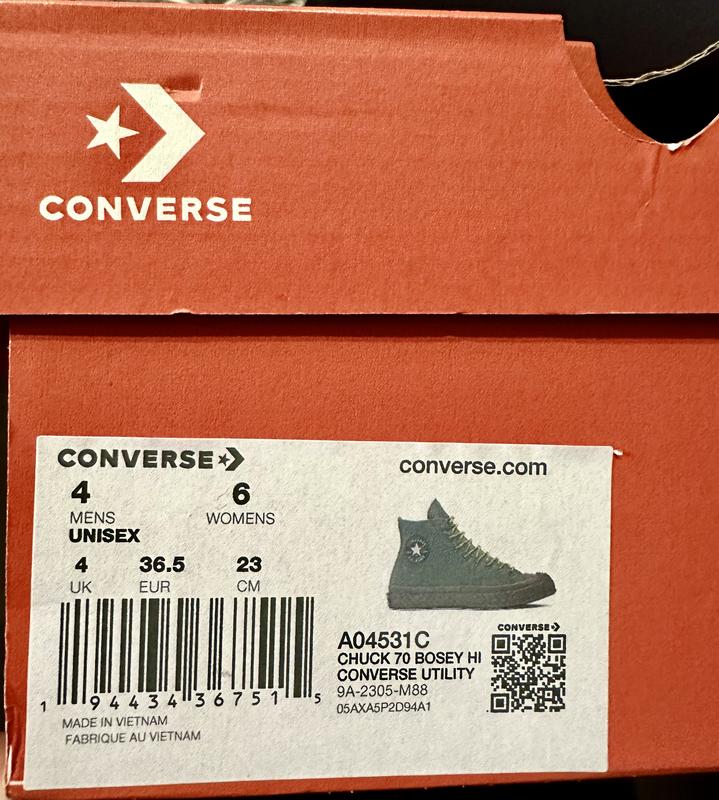 CONVERSE
CONVERSE
converse.com
4 6
MENS WOMENS
UNISEX
4 36.5 23
UK EUR CM
1 94434 36751 5
MADE IN VIETNAM
FABRIQUE AU VIETNAM
A04531C
CHUCK 70 BOSEY HI
CONVERSE UTILITY
9A-2305-M88
05AXA5P2D94A1
CONVERSE